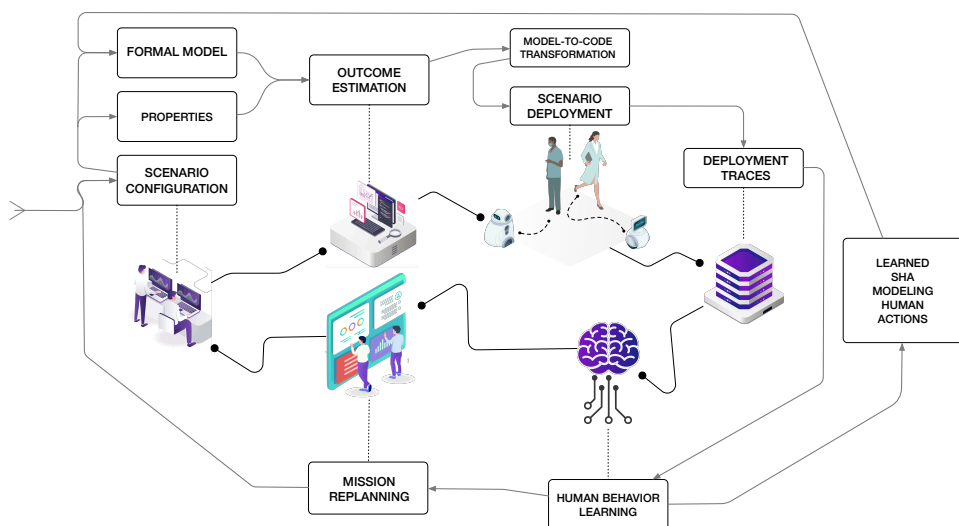 FORMAL MODEL
PROPERTIES
SCENARIO
CONFIGURATION
OUTCOME
ESTIMATION
MODEL-TO-CODE
TRANSFORMATION
SCENARIO
DEPLOYMENT
DEPLOYMENT
TRACES
LEARNED
SHA
MODELING
HUMAN
ACTIONS
MISSION
REPLANNING
HUMAN BEHAVIOR
LEARNING